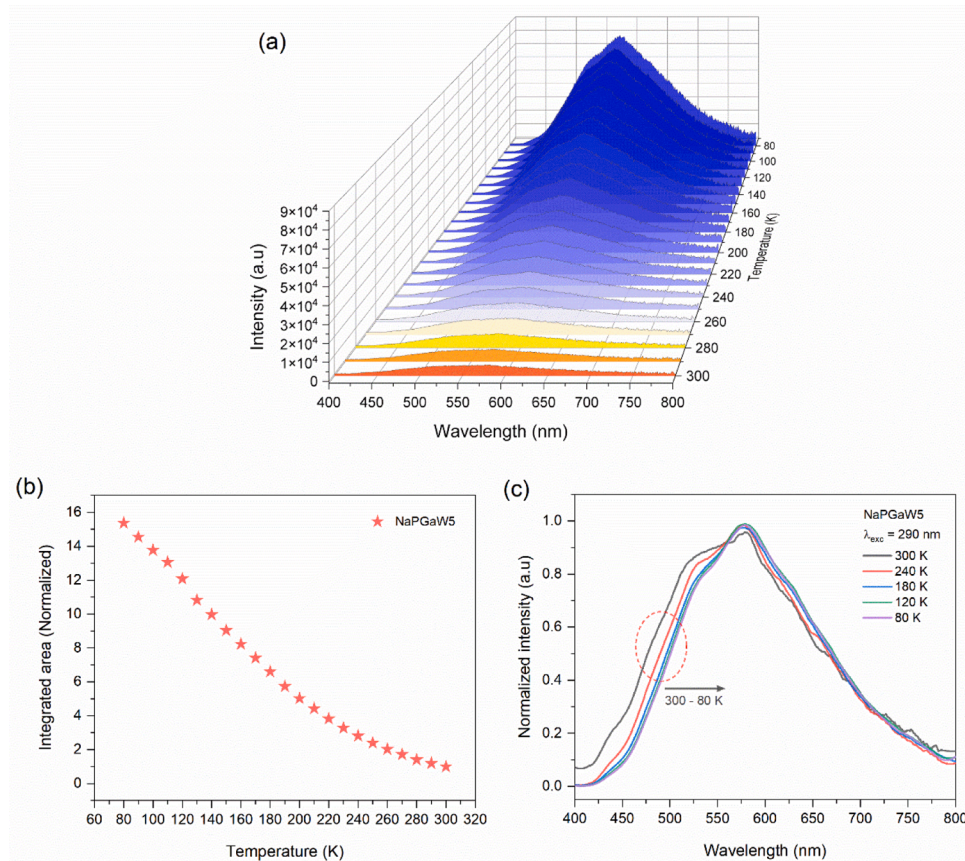 (a)
9×10⁴
8×10⁴
7×10⁴
6×10⁴
5×10⁴
4×10⁴
3×10⁴
2×10⁴
1×10⁴
0
Intensity (a.u)
400 450 500 550 600 650 700 750 800
Wavelength (nm)
80
100
120
140
160
180
200
220
240
260
280
300
Temperature (K)
(b)
16
14
12
10
8
6
4
2
0
Integrated area (Normalized)
NaPGaW5
60 80 100 120 140 160 180 200 220 240 260 280 300 320
Temperature (K)
(c)
1.0
0.8
0.6
0.4
0.2
0.0
Normalized intensity (a.u)
NaPGaW5
λexc = 290 nm
300 K
240 K
180 K
120 K
80 K
300 - 80 K
400 450 500 550 600 650 700 750 800
Wavelength (nm)